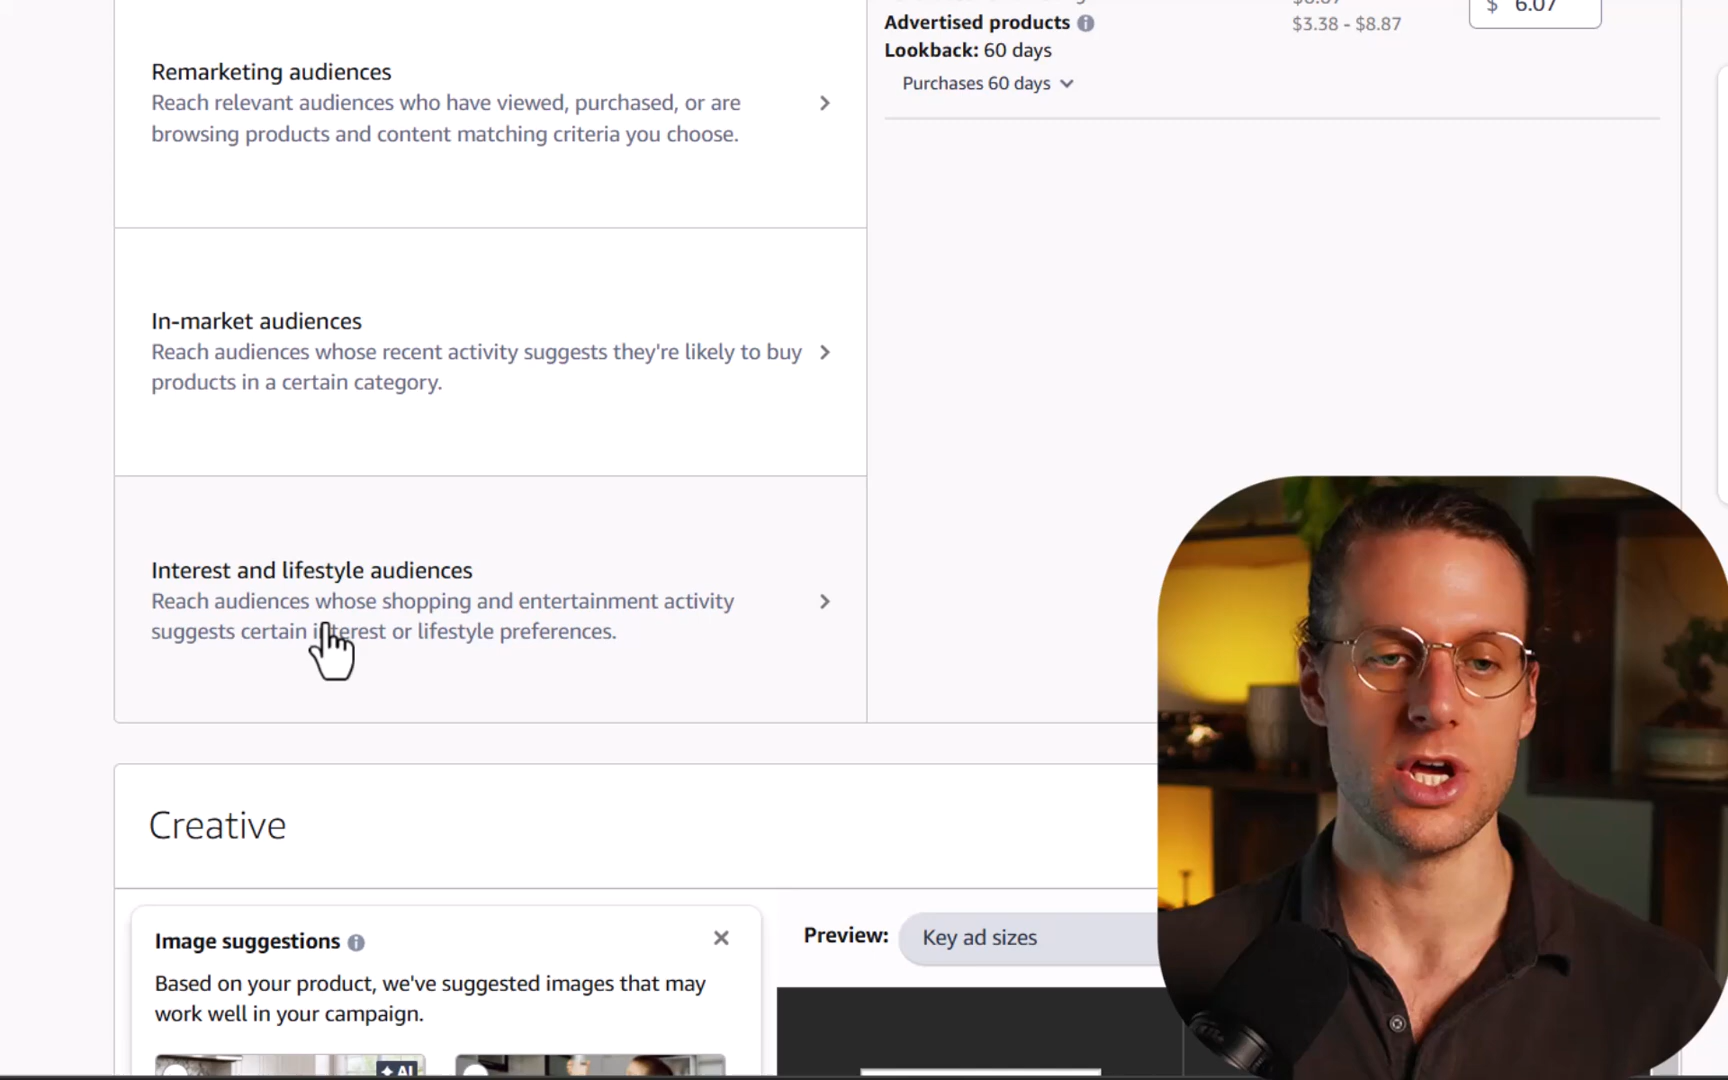 Remarketing audiences
Reach relevant audiences who have viewed, purchased, or are
browsing products and content matching criteria you choose.
In-market audiences
Reach audiences whose recent activity suggests they're likely to buy
products in a certain category.
Interest and lifestyle audiences
Reach audiences whose shopping and entertainment activity
suggests certain interest or lifestyle preferences.
Advertised products
$3.38 - $8.87
$ 6.07
Lookback: 60 days
Purchases 60 days
Creative
Image suggestions
Based on your product, we've suggested images that may
work well in your campaign.
AI
Preview: Key ad sizes